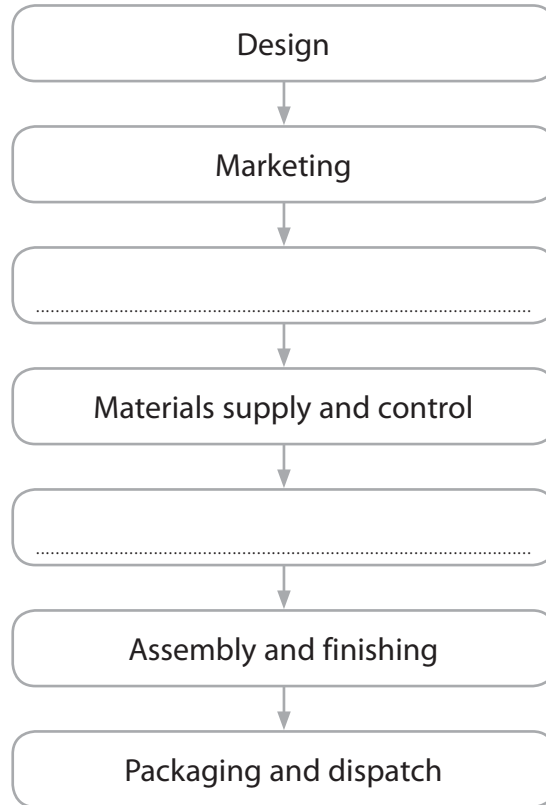 Design
Marketing
Materials supply and control
Assembly and finishing
Packaging and dispatch